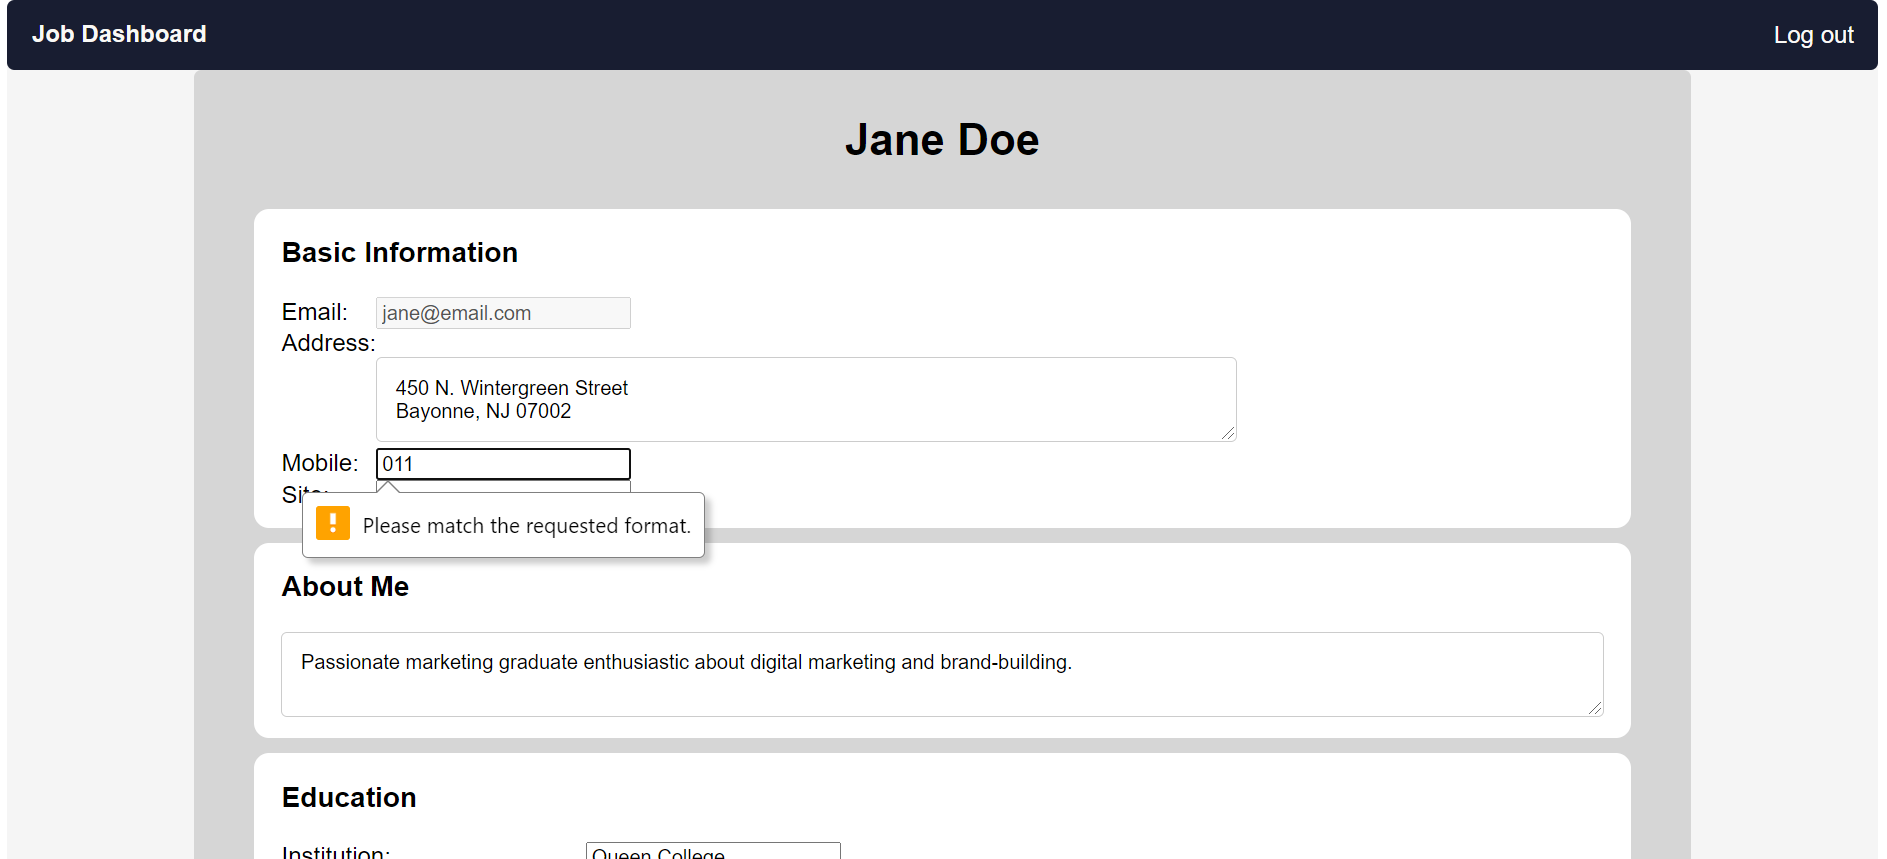 Job Dashboard
Log out
Jane Doe
Basic Information
Email: jane@email.com
Address:
450 N. Wintergreen Street
Bayonne, NJ 07002
Mobile: 011
Site:
Please match the requested format.
About Me
Passionate marketing graduate enthusiastic about digital marketing and brand-building.
Education
Institution: Queen College